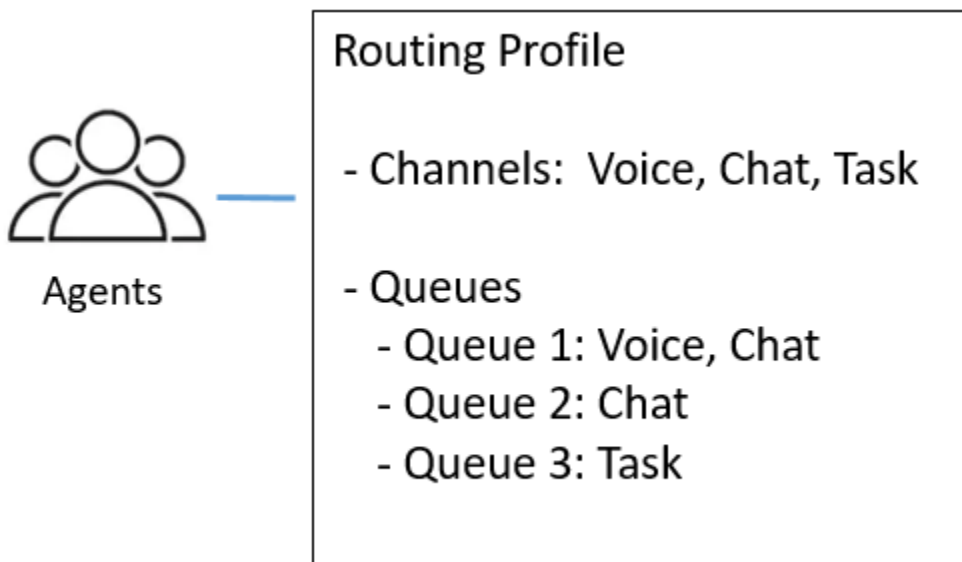 Routing Profile
- Channels:  Voice, Chat, Task
Agents
- Queues
- Queue 1: Voice, Chat
- Queue 2: Chat
- Queue 3: Task